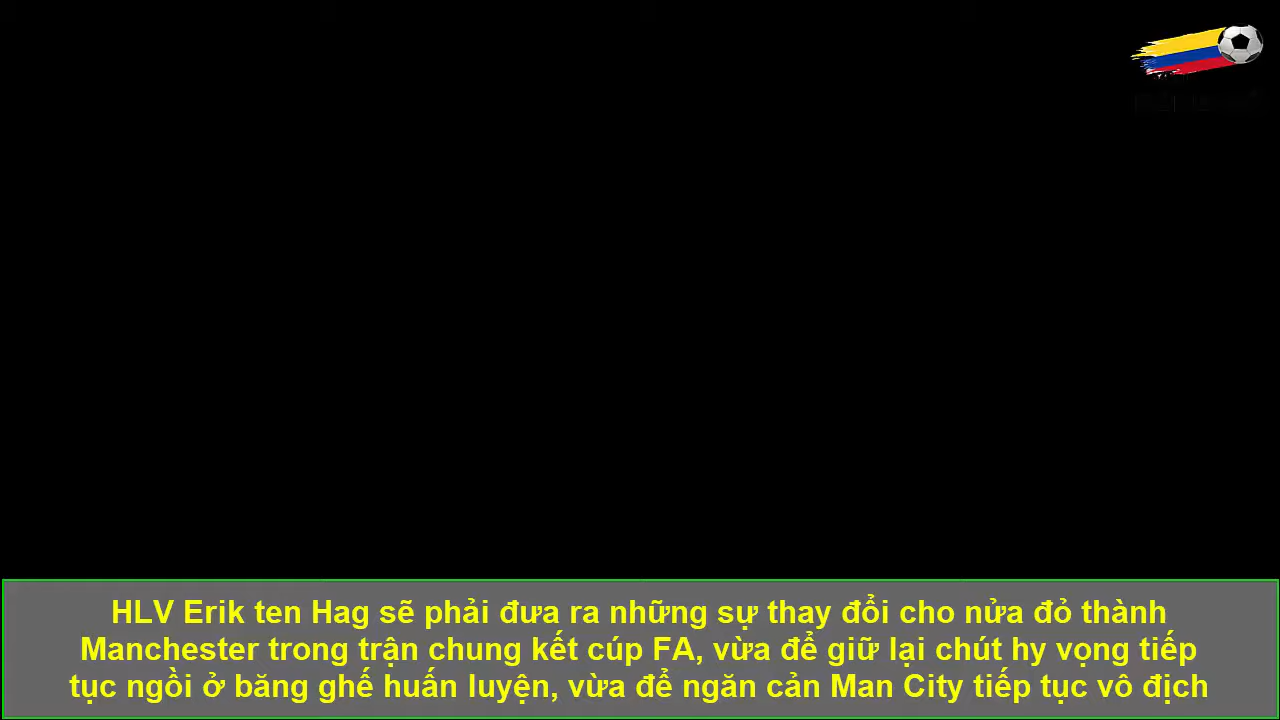 HLV Erik ten Hag sẽ phải đưa ra những sự thay đổi cho nửa đỏ thành
Manchester trong trận chung kết cúp FA, vừa để giữ lại chút hy vọng tiếp
tục ngồi ở băng ghế huấn luyện, vừa để ngăn cản Man City tiếp tục vô địch